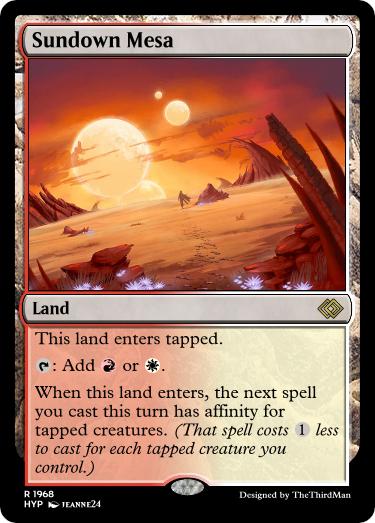 Sundown Mesa
Land
This land enters tapped.
: Add or .
When this land enters, the next spell
you cast this turn has affinity for
tapped creatures. (That spell costs 1 less
to cast for each tapped creature you
control.)
R 1968
HYP JEANNE24
Designed by TheThirdMan